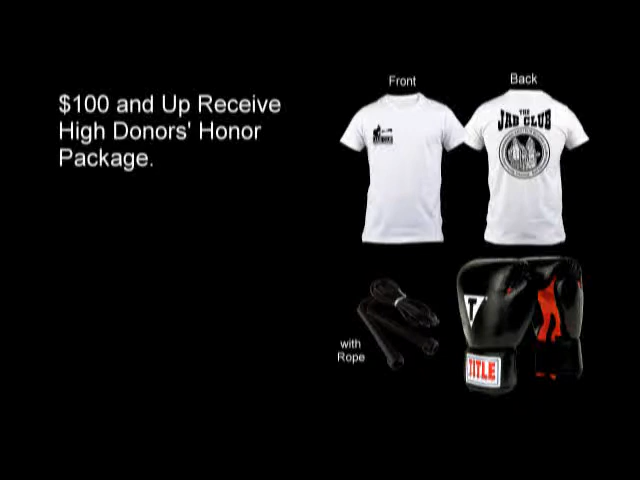 $100 and Up Receive
High Donors' Honor
Package.
Front
Back
THE
JAB CLUB
with
Rope
T
TITLE